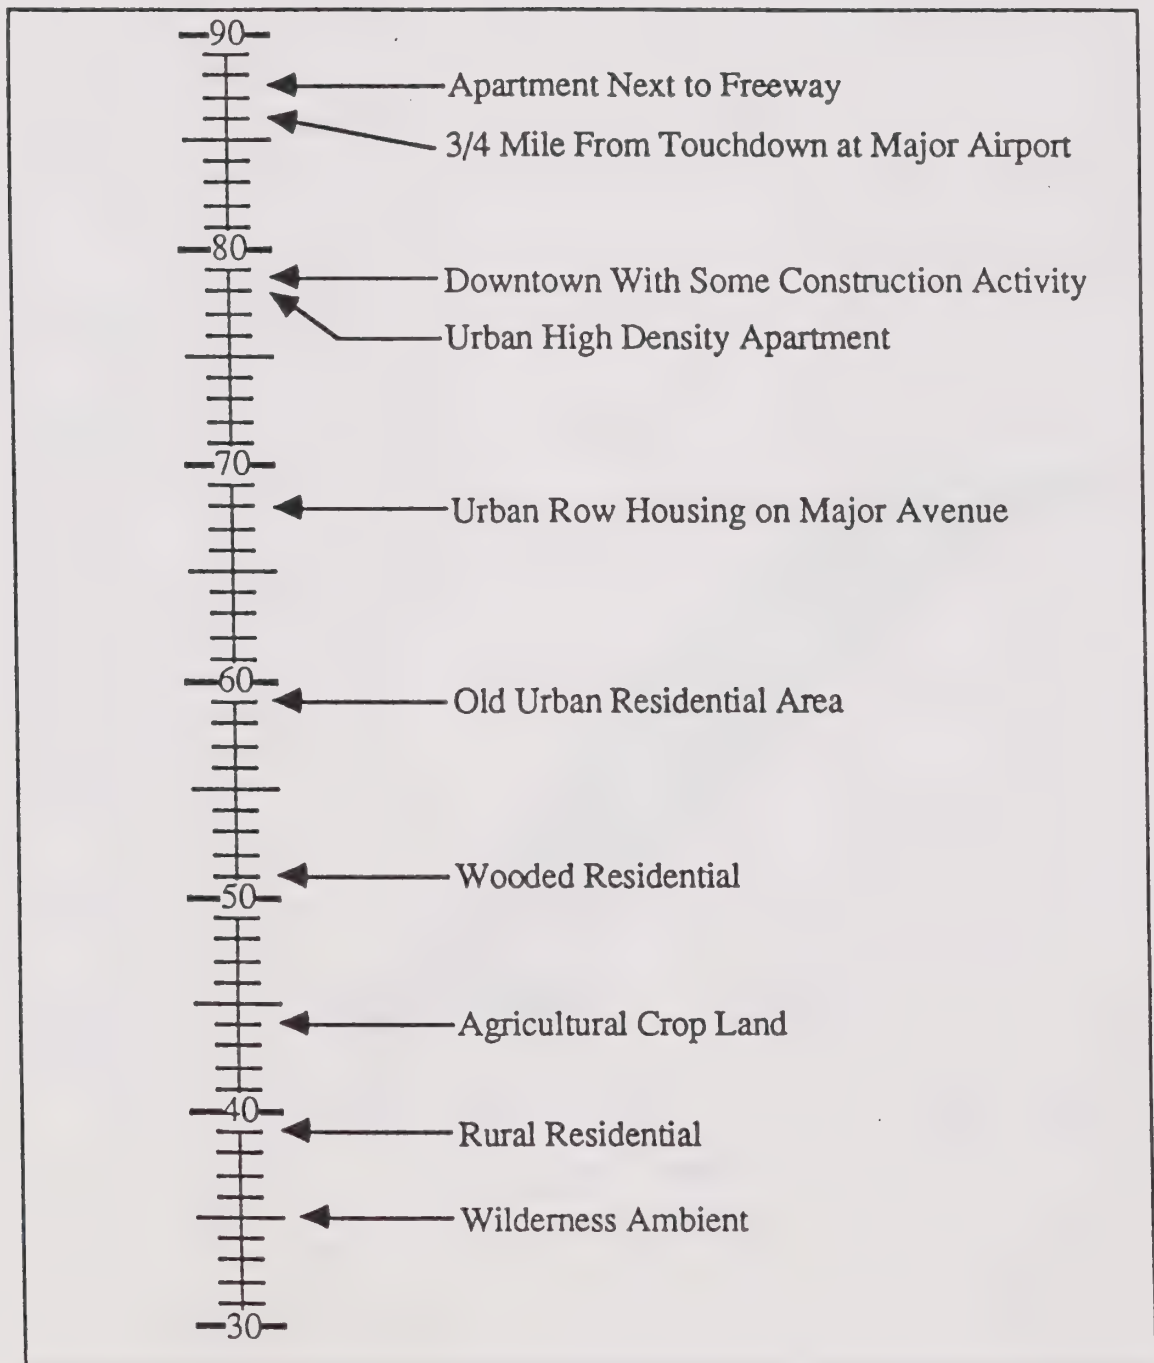 90
Apartment Next to Freeway
3/4 Mile From Touchdown at Major Airport
80
Downtown With Some Construction Activity
Urban High Density Apartment
70
Urban Row Housing on Major Avenue
60
Old Urban Residential Area
Wooded Residential
50
Agricultural Crop Land
40
Rural Residential
Wilderness Ambient
30